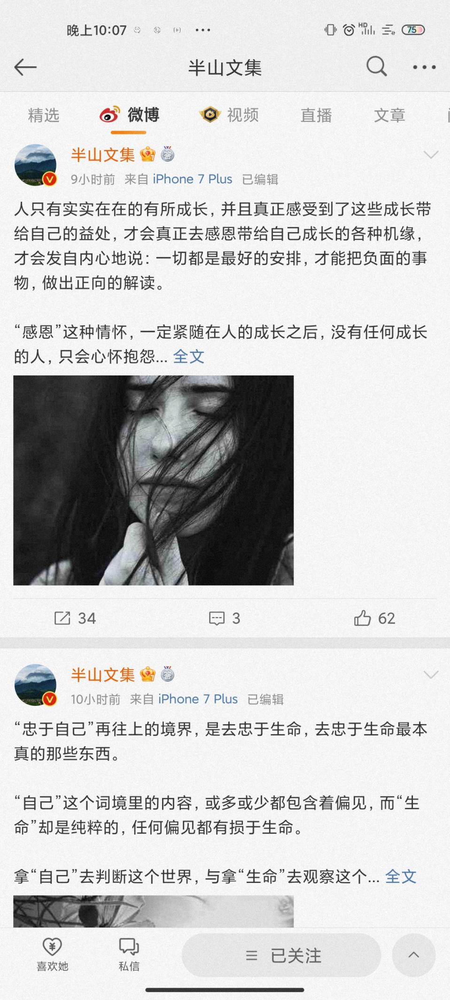 晚上10:07
HD
75
半山文集
精选 微博 视频 直播 文章
半山文集
9小时前 来自 iPhone 7 Plus 已编辑
人只有实实在在的有所成长，并且真正感受到了这些成长带
给自己的益处，才会真正去感恩带给自己成长的各种机缘，
才会发自内心地说：一切都是最好的安排，才能把负面的事
物，做出正向的解读。
“感恩”这种情怀，一定紧随在人的成长之后，没有任何成长
的人，只会心怀抱怨... 全文
34 3 62
半山文集
10小时前 来自 iPhone 7 Plus 已编辑
“忠于自己”再往上的境界，是去忠于生命，去忠于生命最本
真的那些东西。
“自己”这个词境里的内容，或多或少都包含着偏见，而“生
命”却是纯粹的，任何偏见都有损于生命。
拿“自己”去判断这个世界，与拿“生命”去观察这个... 全文
喜欢她 私信 已关注